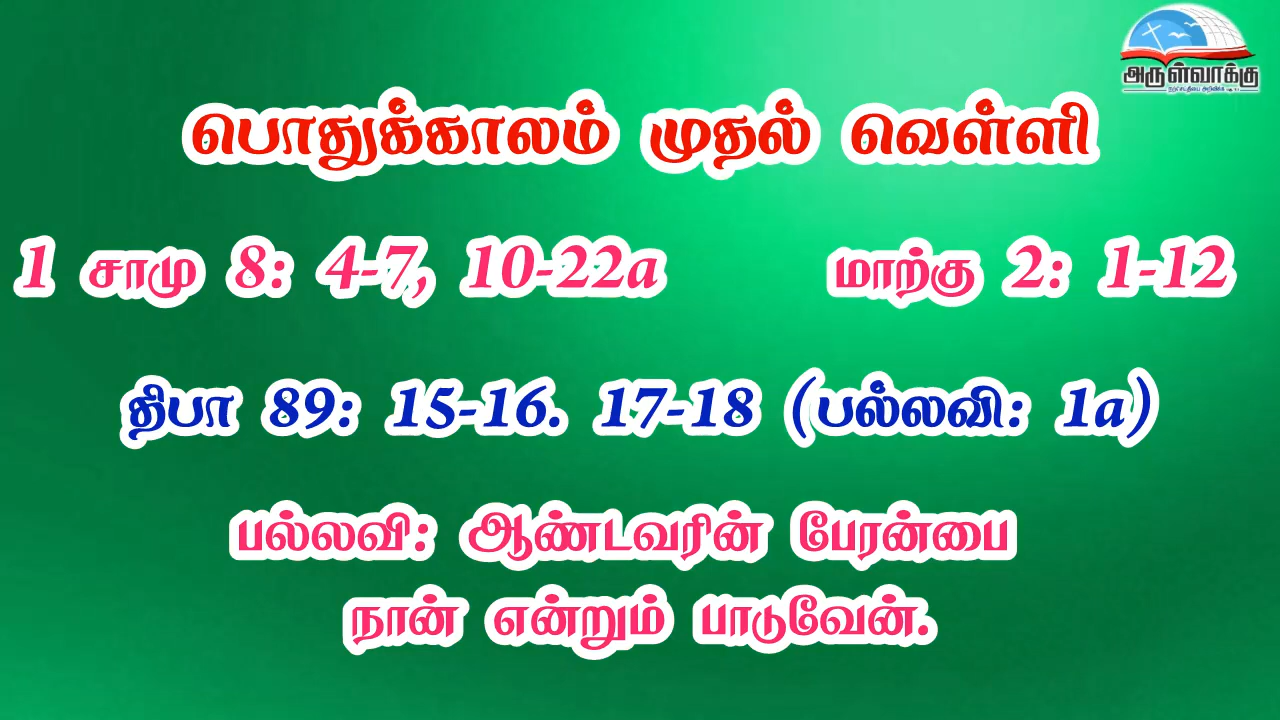 அருள்வாக்கு
பொதுக்காலம் முதல் வெள்ளி
1 சாமு 8: 4-7, 10-22a மாற்கு 2: 1-12
திபா 89: 15-16. 17-18 (பல்லவி: 1a)
பல்லவி: ஆண்டவரின் பேரன்பை
நான் என்றும் பாடுவேன்.